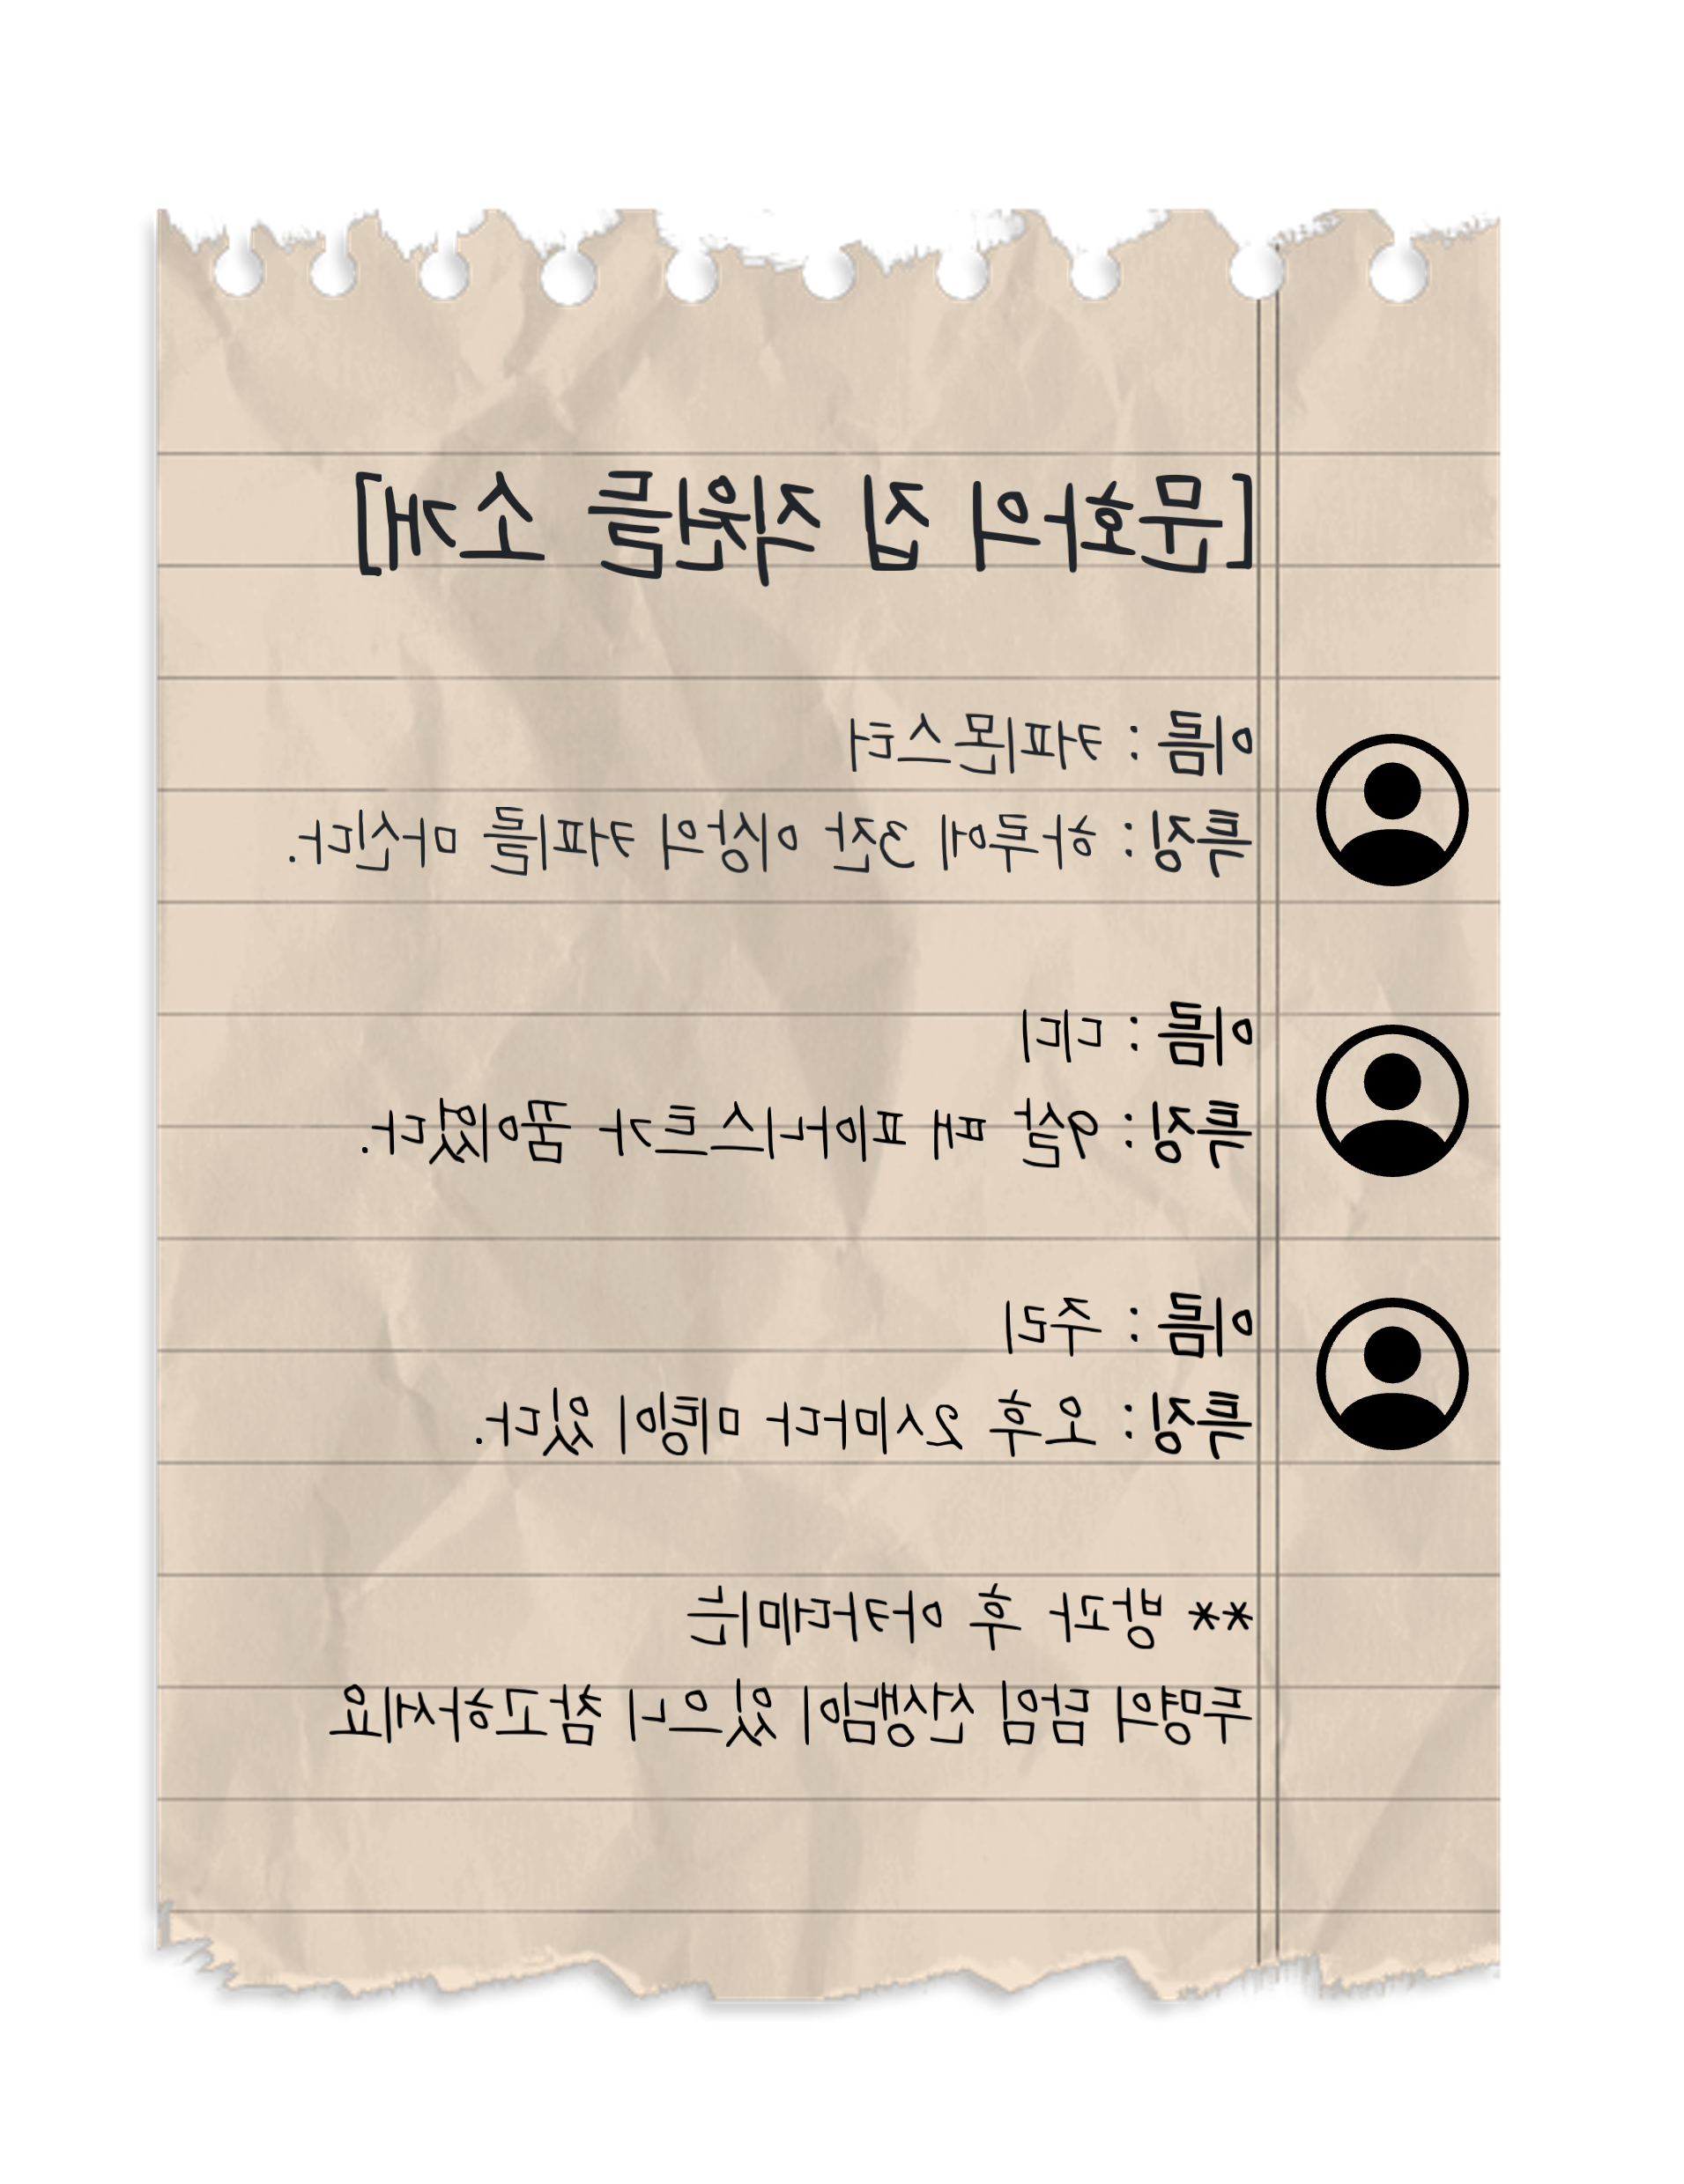 [문화의 집 직원들 소개]
이름 : 커피몬스터
특징: 하루에 3잔 이상의 커피를 마신다.
이름 : 디디
특징: 9살 때 피아니스트가 꿈이었다.
이름 : 주리
특징: 오후 2시마다 미팅이 있다.
** 방과 후 아카데미는
두명의 담임 선생님이 있으니 참고하세요